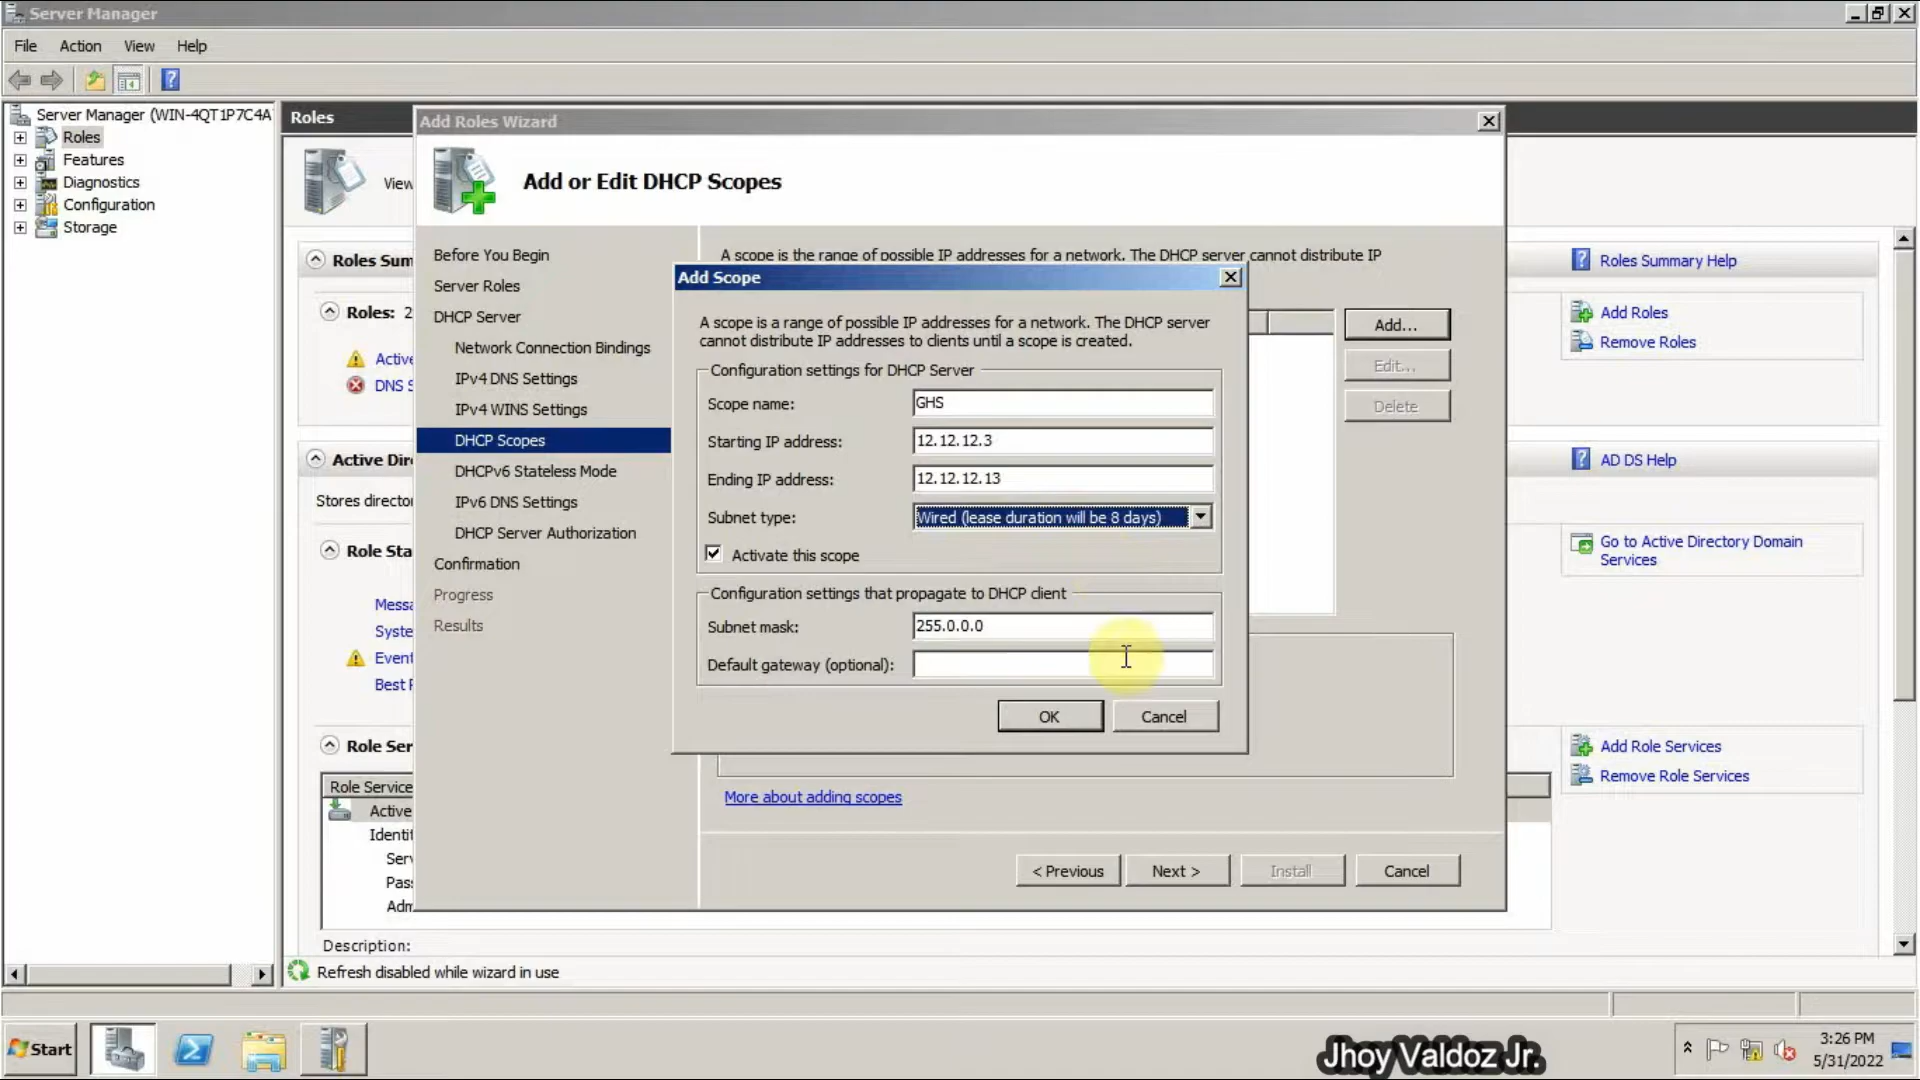 Server Manager
File Action View Help
Server Manager (WIN-4QT1P7C4A
Roles
Features
Diagnostics
Configuration
Storage
Roles
View
Roles Sum
Roles: 2
Active
DNS S
Active Dire
Stores director
Role Sta
Messa
Syste
Event
Best P
Role Ser
Role Service
Active
Identit
Serv
Pas
Adm
Description:
Refresh disabled while wizard in use
Add Roles Wizard
Add or Edit DHCP Scopes
Before You Begin
Server Roles
DHCP Server
Network Connection Bindings
IPv4 DNS Settings
IPv4 WINS Settings
DHCP Scopes
DHCPv6 Stateless Mode
IPv6 DNS Settings
DHCP Server Authorization
Confirmation
Progress
Results
A scope is the range of possible IP addresses for a network. The DHCP server cannot distribute IP
Add...
Edit...
Delete
Add Scope
A scope is a range of possible IP addresses for a network. The DHCP server
cannot distribute IP addresses to clients until a scope is created.
Configuration settings for DHCP Server
Scope name: GHS
Starting IP address: 12.12.12.3
Ending IP address: 12.12.12.13
Subnet type: Wired (lease duration will be 8 days)
Activate this scope
Configuration settings that propagate to DHCP client
Subnet mask: 255.0.0.0
Default gateway (optional):
OK Cancel
More about adding scopes
< Previous Next > Install Cancel
Roles Summary Help
Add Roles
Remove Roles
AD DS Help
Go to Active Directory Domain
Services
Add Role Services
Remove Role Services
Start
Jhoy Valdoz Jr.
3:26 PM
5/31/2022